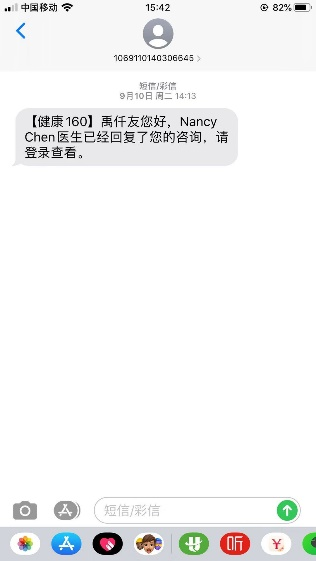 中国移动 15:42 82%
1069110140306645
短信/彩信
9月10日 周二 14:13
【健康160】禹仟友您好，Nancy
Chen医生已经回复了您的咨询，请
登录查看。
短信/彩信
听